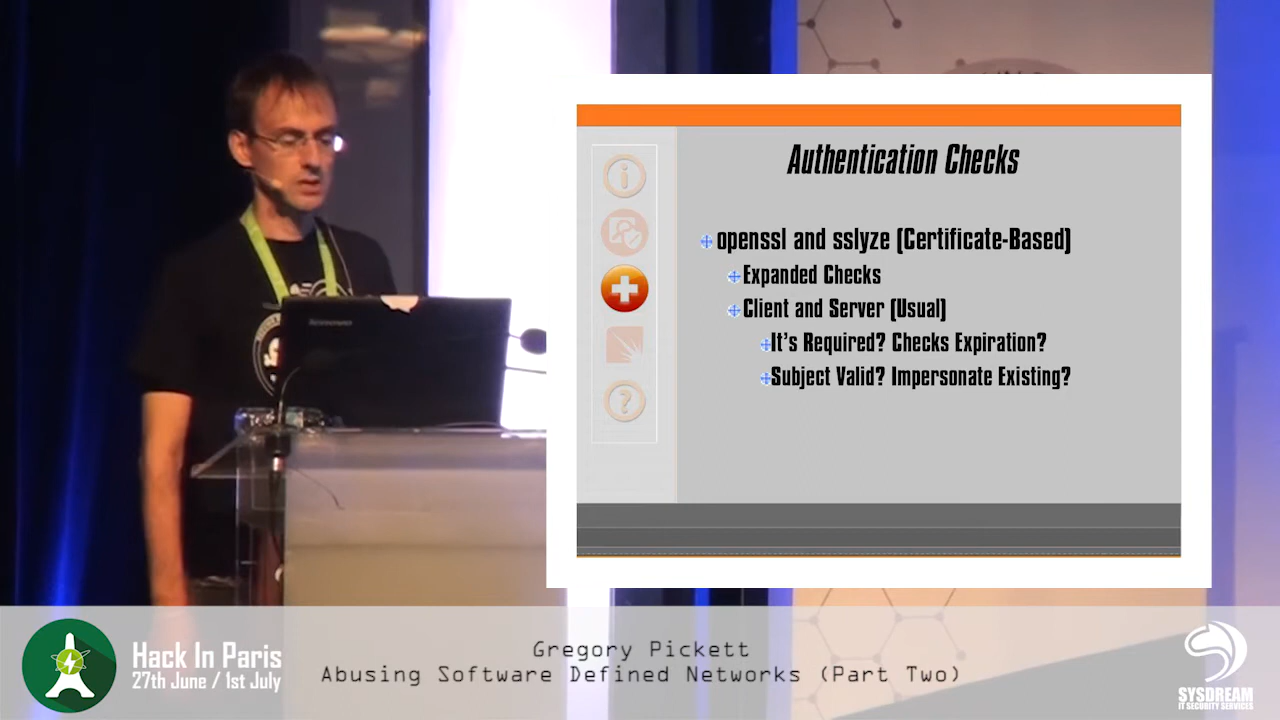 Authentication Checks
openssl and sslyze (Certificate-Based)
Expanded Checks
Client and Server (Usual)
It's Required? Checks Expiration?
Subject Valid? Impersonate Existing?
Hack In Paris
27th June / 1st July
Gregory Pickett
Abusing Software Defined Networks (Part Two)
SYSDREAM
IT SECURITY SERVICES